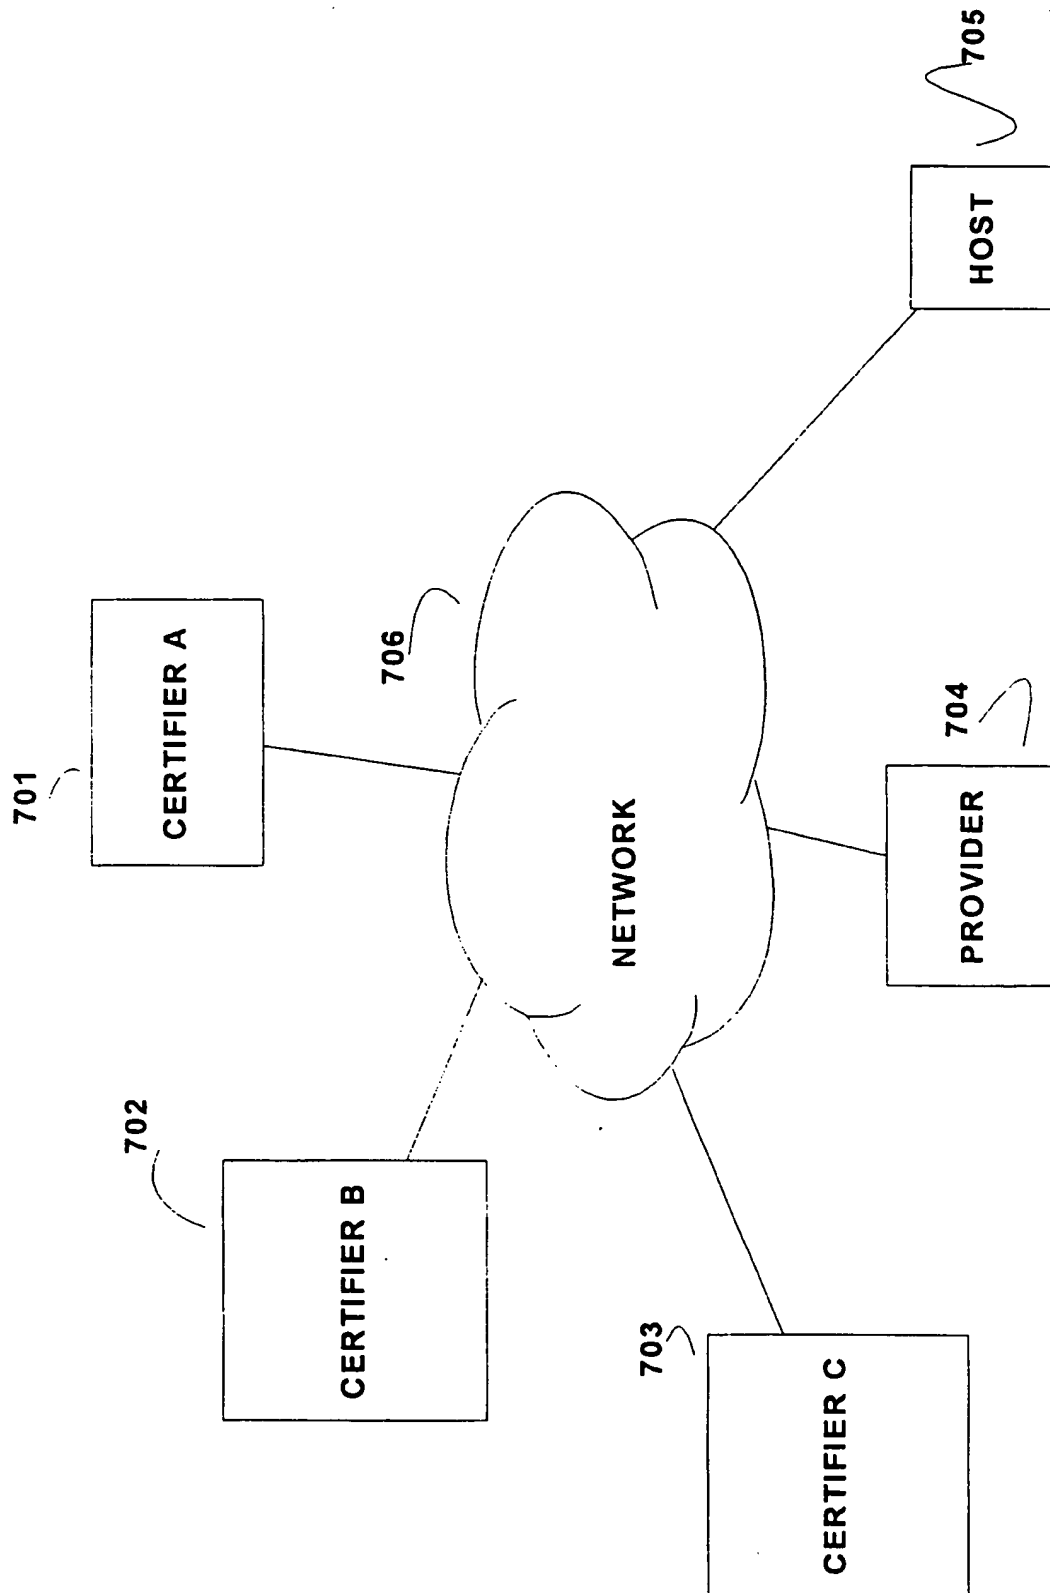 701
CERTIFIER A
702
CERTIFIER B
706
NETWORK
703
CERTIFIER C
704
PROVIDER
705
HOST